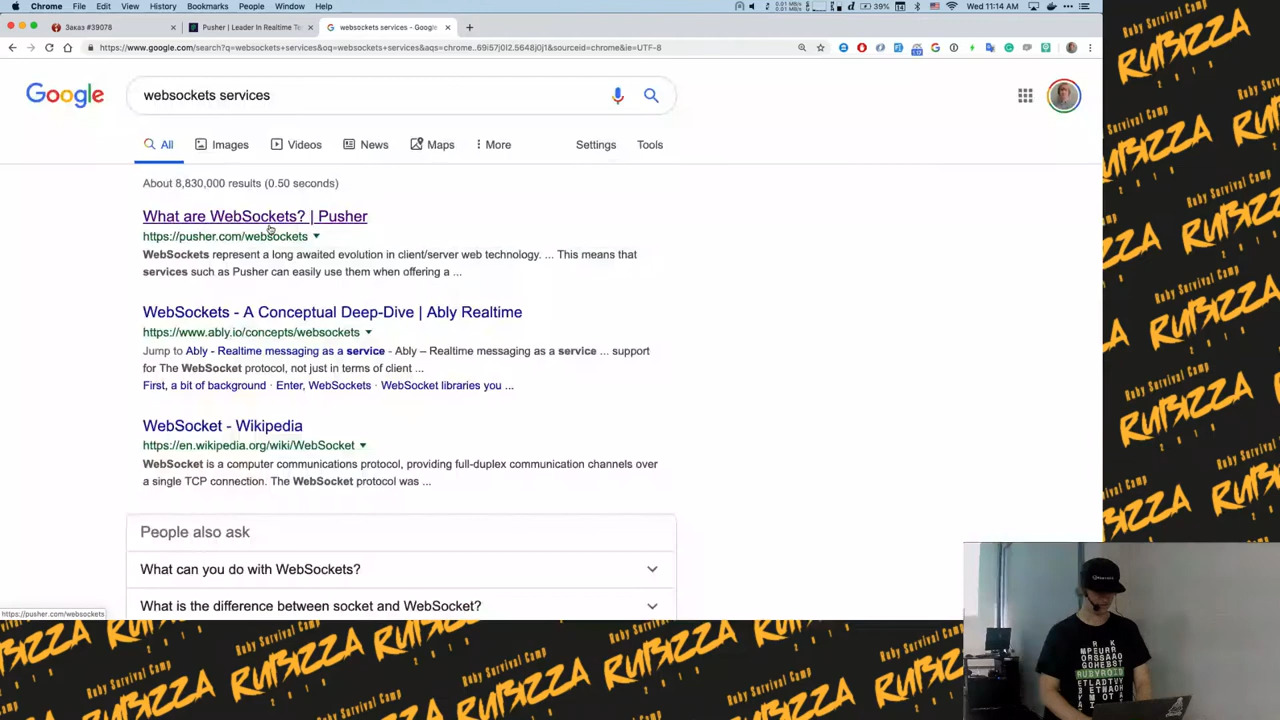 Chrome File Edit View History Bookmarks People Window Help
39% Wed 11:14 AM
Заказ #39078
Pusher | Leader In Realtime Te
websockets services - Google
https://www.google.com/search?q=websockets+services&oq=websockets+services&aqs=chrome..69i57j0l2.5648j0j1&sourceid=chrome&ie=UTF-8
Google
websockets services
All Images Videos News Maps More Settings Tools
About 8,830,000 results (0.50 seconds)
What are WebSockets? | Pusher
https://pusher.com/websockets
WebSockets represent a long awaited evolution in client/server web technology. ... This means that
services such as Pusher can easily use them when offering a ...
WebSockets - A Conceptual Deep-Dive | Ably Realtime
https://www.ably.io/concepts/websockets
Jump to Ably - Realtime messaging as a service - Ably – Realtime messaging as a service ... support
for The WebSocket protocol, not just in terms of client ...
First, a bit of background · Enter, WebSockets · WebSocket libraries you ...
WebSocket - Wikipedia
https://en.wikipedia.org/wiki/WebSocket
WebSocket is a computer communications protocol, providing full-duplex communication channels over
a single TCP connection. The WebSocket protocol was ...
People also ask
What can you do with WebSockets?
What is the difference between socket and WebSocket?
https://pusher.com/websockets
Ruby Survival Camp
RUBIZZA
2018
RUBYROID